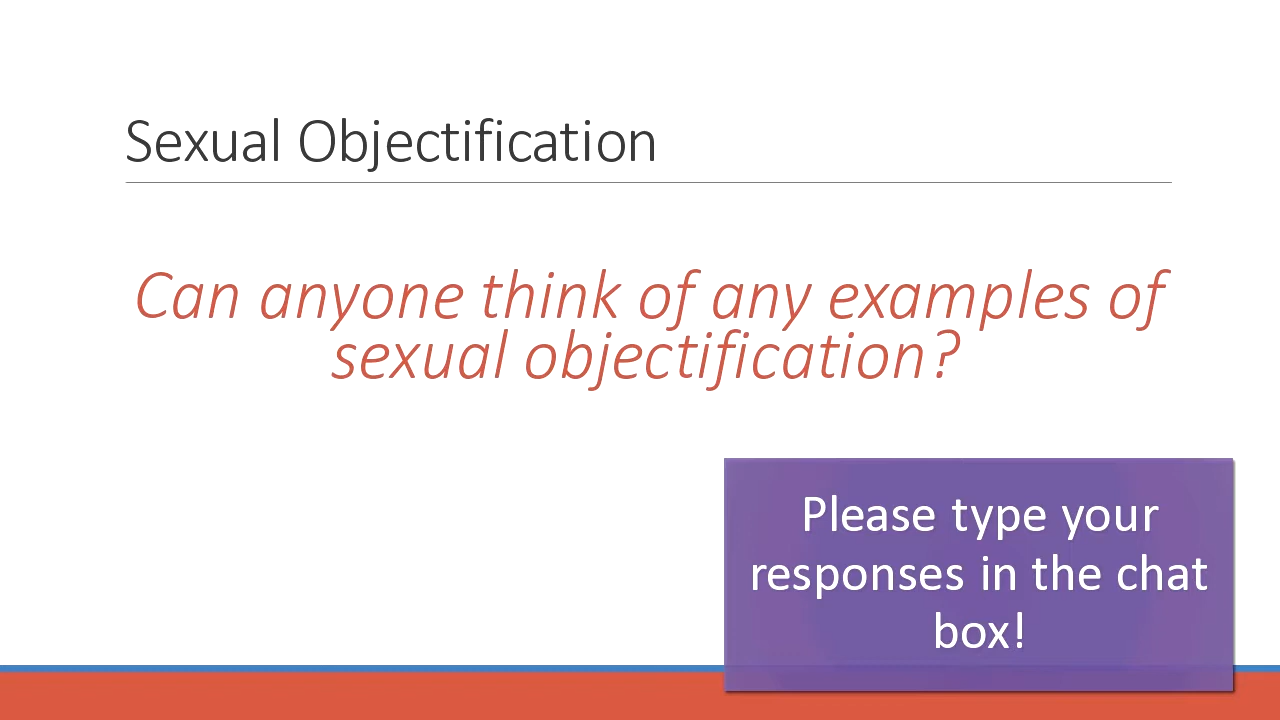 Sexual Objectification
Can anyone think of any examples of
sexual objectification?
Please type your
responses in the chat
box!